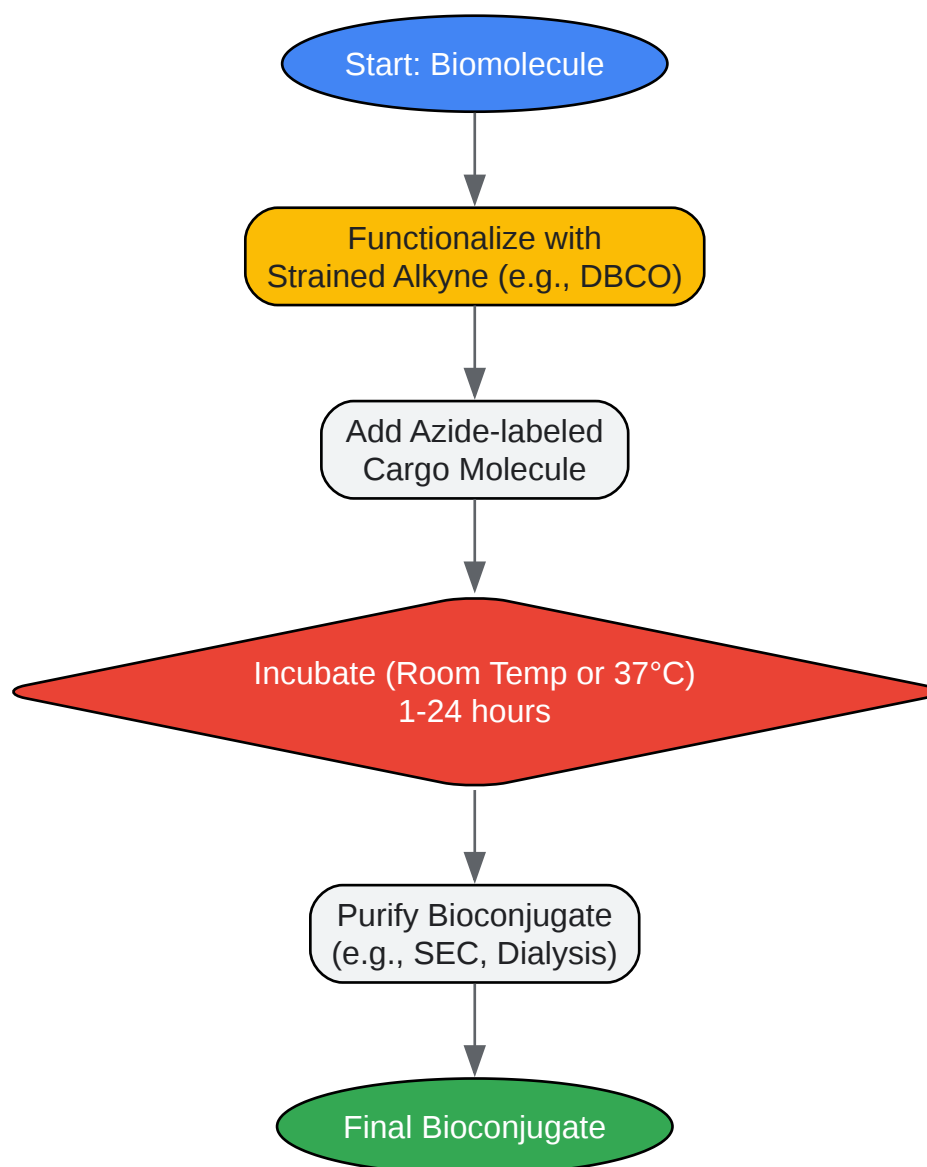 Start: Biomolecule
Functionalize with
Strained Alkyne (e.g., DBCO)
Add Azide-labeled
Cargo Molecule
Incubate (Room Temp or 37°C)
1-24 hours
Purify Bioconjugate
(e.g., SEC, Dialysis)
Final Bioconjugate